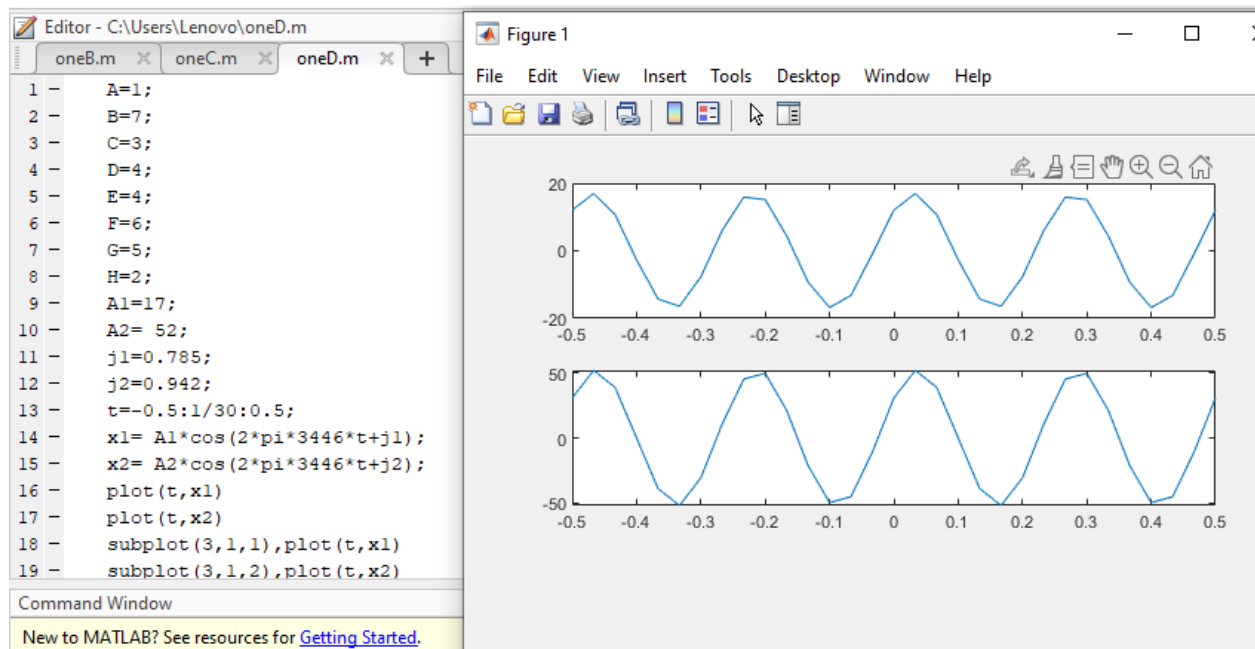 Editor - C:\Users\Lenovo\oneD.m
oneB.m oneC.m oneD.m +
1 - A=1;
2 - B=7;
3 - C=3;
4 - D=4;
5 - E=4;
6 - F=6;
7 - G=5;
8 - H=2;
9 - A1=17;
10 - A2= 52;
11 - j1=0.785;
12 - j2=0.942;
13 - t=-0.5:1/30:0.5;
14 - x1= A1*cos(2*pi*3446*t+j1);
15 - x2= A2*cos(2*pi*3446*t+j2);
16 - plot(t,x1)
17 - plot(t,x2)
18 - subplot(3,1,1),plot(t,x1)
19 - subplot(3,1,2),plot(t,x2)
Command Window
New to MATLAB? See resources for Getting Started.
Figure 1
File Edit View Insert Tools Desktop Window Help
20
0
-20
-0.5 -0.4 -0.3 -0.2 -0.1 0 0.1 0.2 0.3 0.4 0.5
50
0
-50
-0.5 -0.4 -0.3 -0.2 -0.1 0 0.1 0.2 0.3 0.4 0.5